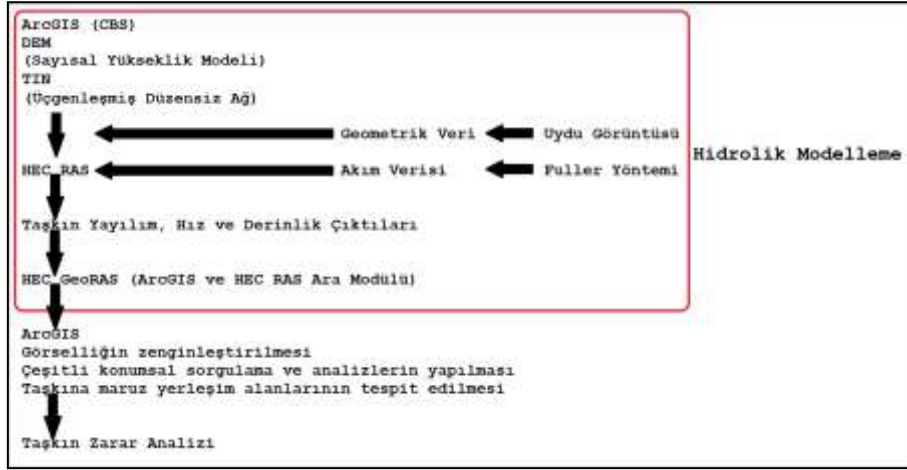 ArcGIS (CBS)
DEM
(Sayısal Yükseklik Modeli)
TIN
(Üçgenleşmiş Düzensiz Ağ)
Geometrik Veri
Uydu Görüntüsü
Hidrolik Modelleme
HEC RAS
Akım Verisi
Fuller Yöntemi
Taşkın Yayılım, Hız ve Derinlik Çıktıları
HEC GeoRAS (ArcGIS ve HEC RAS Ara Modülü)
ArcGIS
Görselliğin zenginleştirilmesi
Çeşitli konumsal sorgulama ve analizlerin yapılması
Taşkına maruz yerleşim alanlarının tespit edilmesi
Taşkın Zarar Analizi